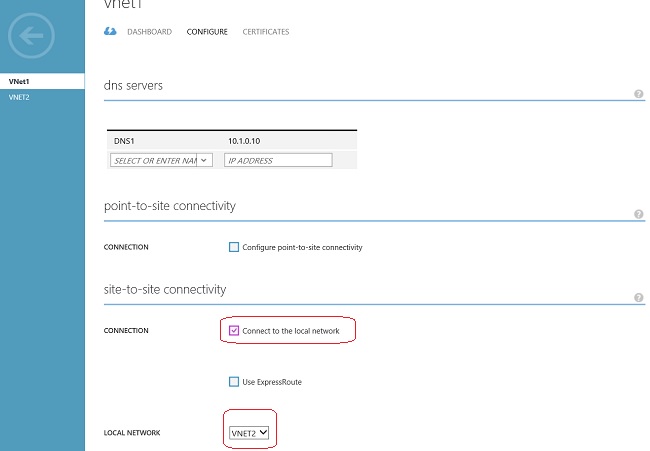 vnet1
DASHBOARD CONFIGURE CERTIFICATES
VNet1
VNET2
dns servers
?
DNS1 10.1.0.10
SELECT OR ENTER NAM IP ADDRESS
point-to-site connectivity
?
CONNECTION Configure point-to-site connectivity
site-to-site connectivity
?
CONNECTION Connect to the local network
Use ExpressRoute
LOCAL NETWORK VNET2